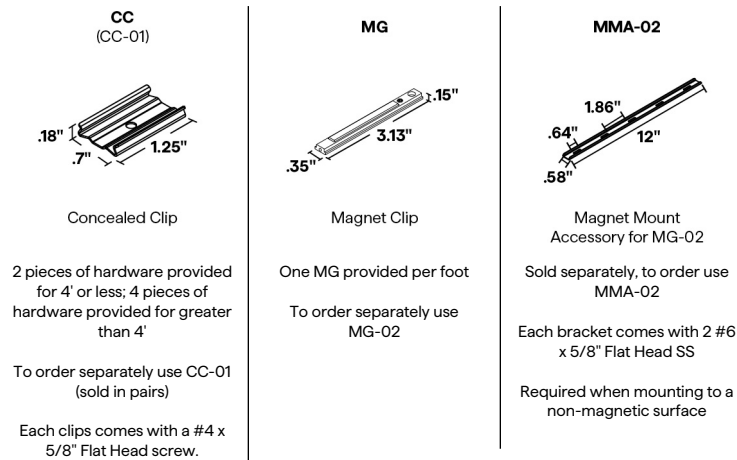 CC
(CC-01)
.18"
.7"
1.25"
Concealed Clip
2 pieces of hardware provided
for 4' or less; 4 pieces of
hardware provided for greater
than 4'
To order separately use CC-01
(sold in pairs)
Each clips comes with a #4 x
5/8" Flat Head screw.
MG
.15"
3.13"
.35"
Magnet Clip
One MG provided per foot
To order separately use
MG-02
MMA-02
1.86"
.64"
12"
.58"
Magnet Mount
Accessory for MG-02
Sold separately, to order use
MMA-02
Each bracket comes with 2 #6
x 5/8" Flat Head SS
Required when mounting to a
non-magnetic surface